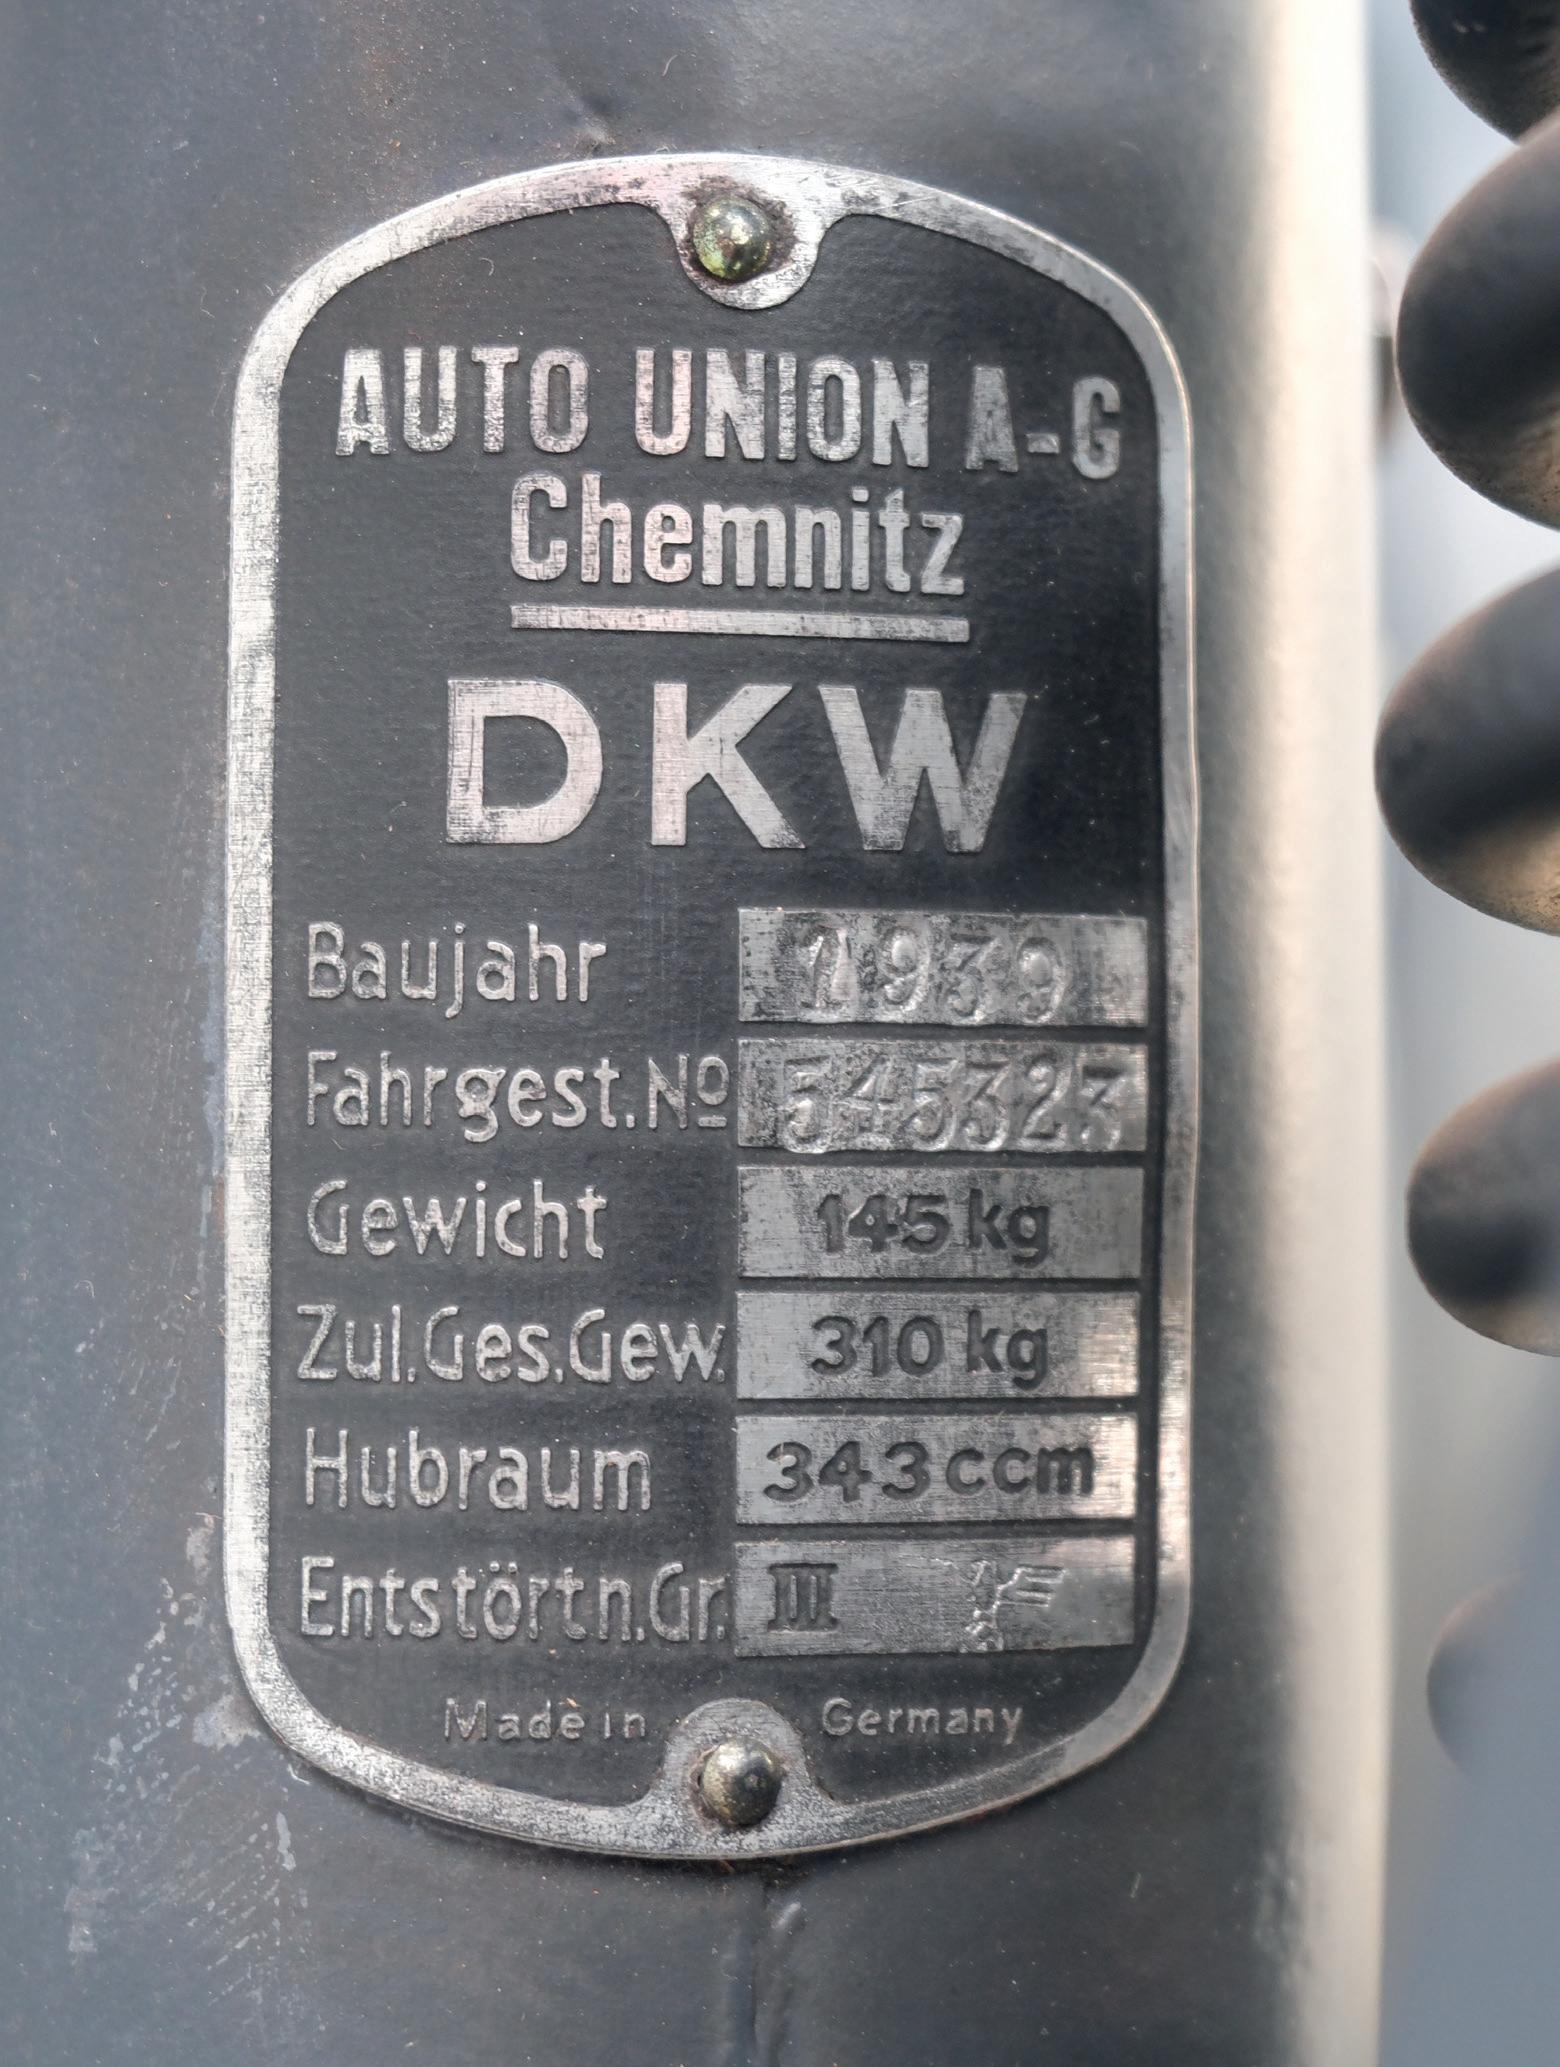 AUTO UNION A-G
Chemnitz
DKW
Baujahr 1939
Fahrgest.No 545323
Gewicht 145 kg
Zul.Ges.Gew. 310 kg
Hubraum 343 ccm
Entstörtn.Gr. III
Made in Germany